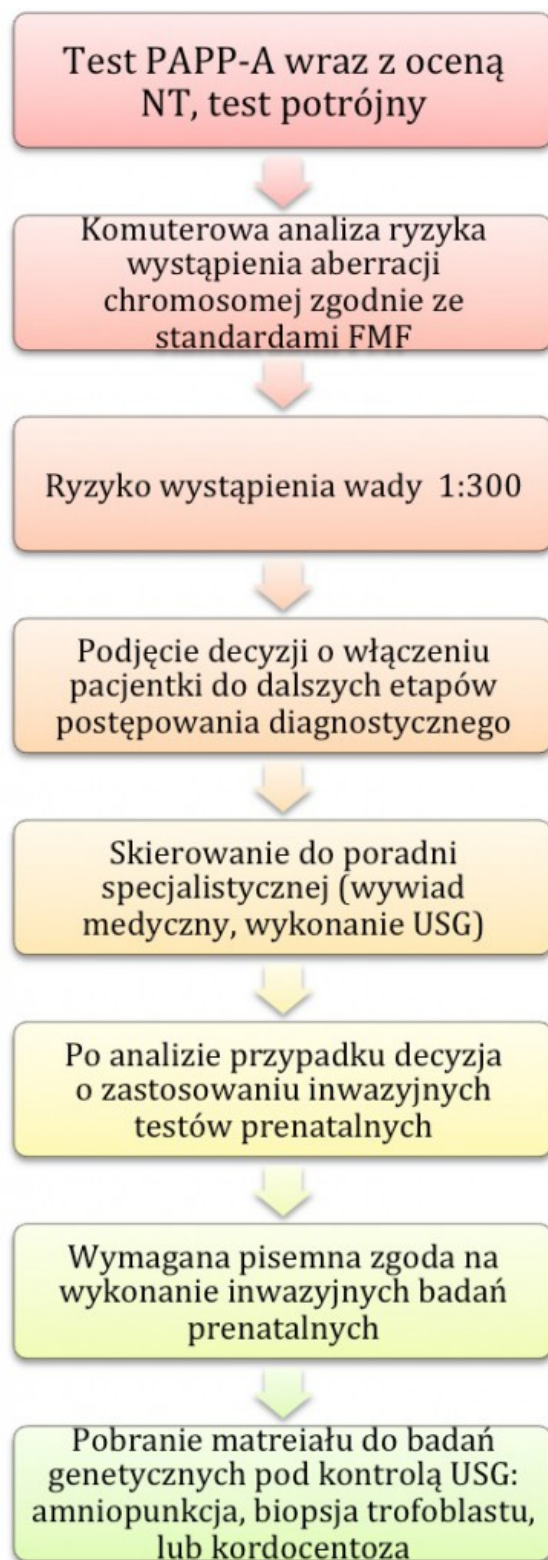 Test PAPP-A wraz z oceną
NT, test potrójny
Komuterowa analiza ryzyka
wystąpienia aberracji
chromosomej zgodnie ze
standardami FMF
Ryzyko wystąpienia wady 1:300
Podjęcie decyzji o włączeniu
pacjentki do dalszych etapów
postępowania diagnostycznego
Skierowanie do poradni
specjalistycznej (wywiad
medyczny, wykonanie USG)
Po analizie przypadku decyzja
o zastosowaniu inwazyjnych
testów prenatalnych
Wymagana pisemna zgoda na
wykonanie inwazyjnych badań
prenatalnych
Pobranie matreiału do badań
genetycznych pod kontrolą USG:
amniopunkcja, biopsja trofoblastu,
lub kordocentoza